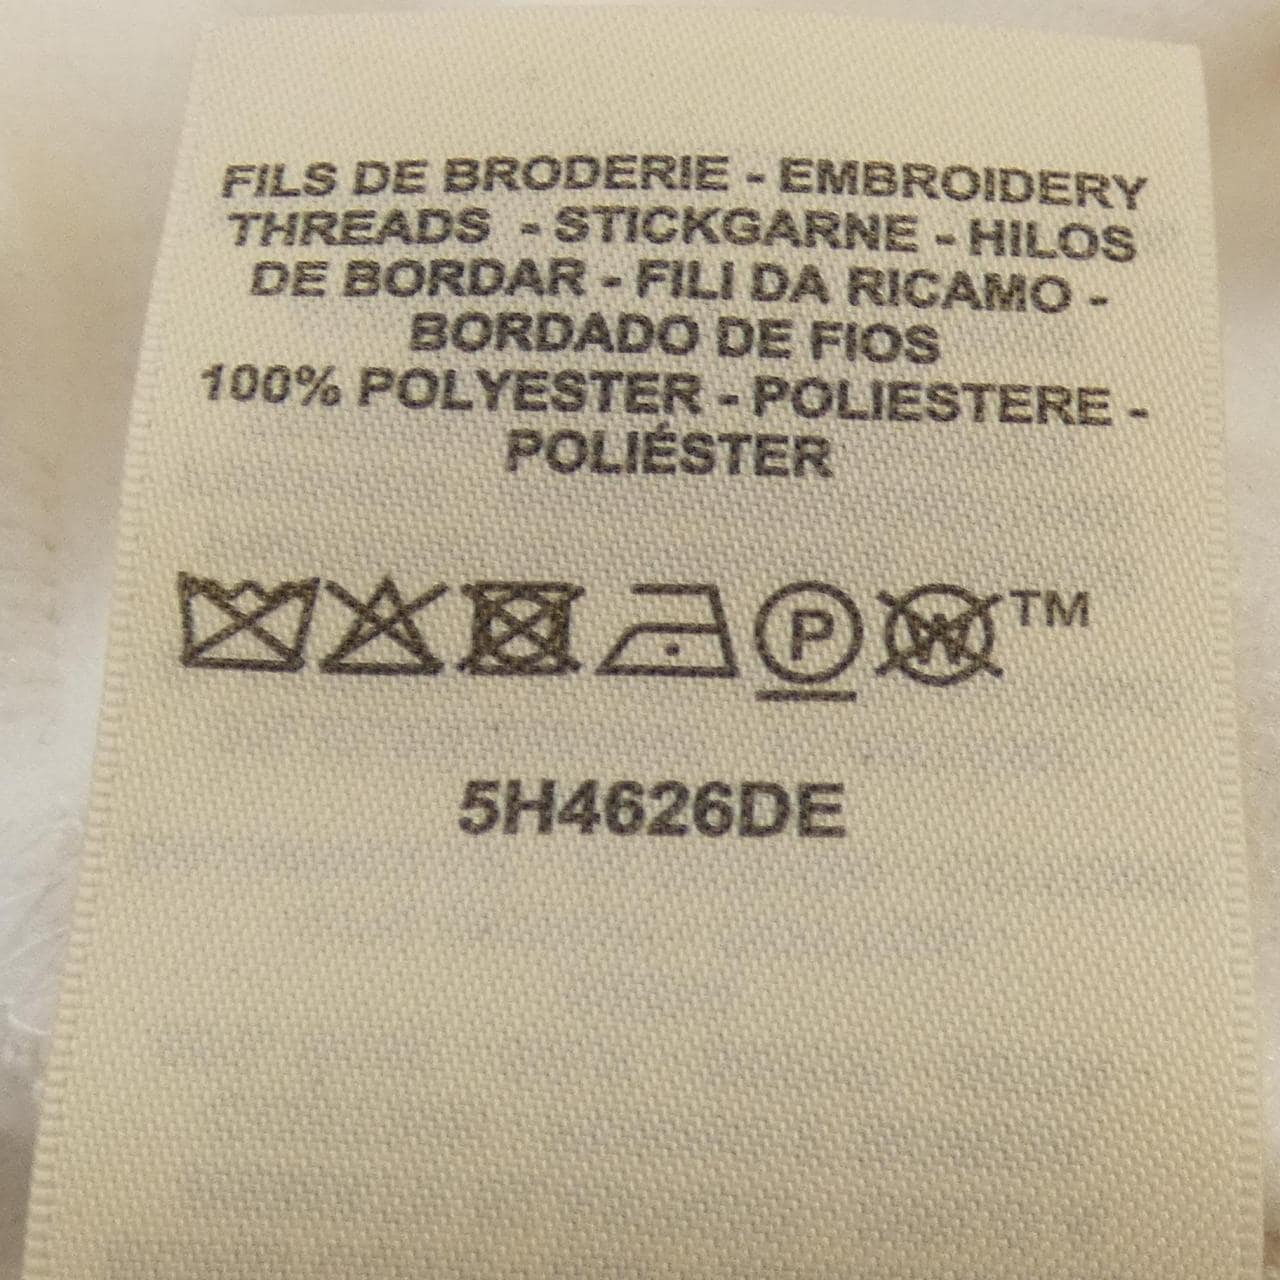 FILS DE BRODERIE - EMBROIDERY
THREADS - STICKGARNE - HILOS
DE BORDAR - FILI DA RICAMO -
BORDADO DE FIOS
100% POLYESTER - POLIESTERE -
POLIÉSTER
P W TM
5H4626DE